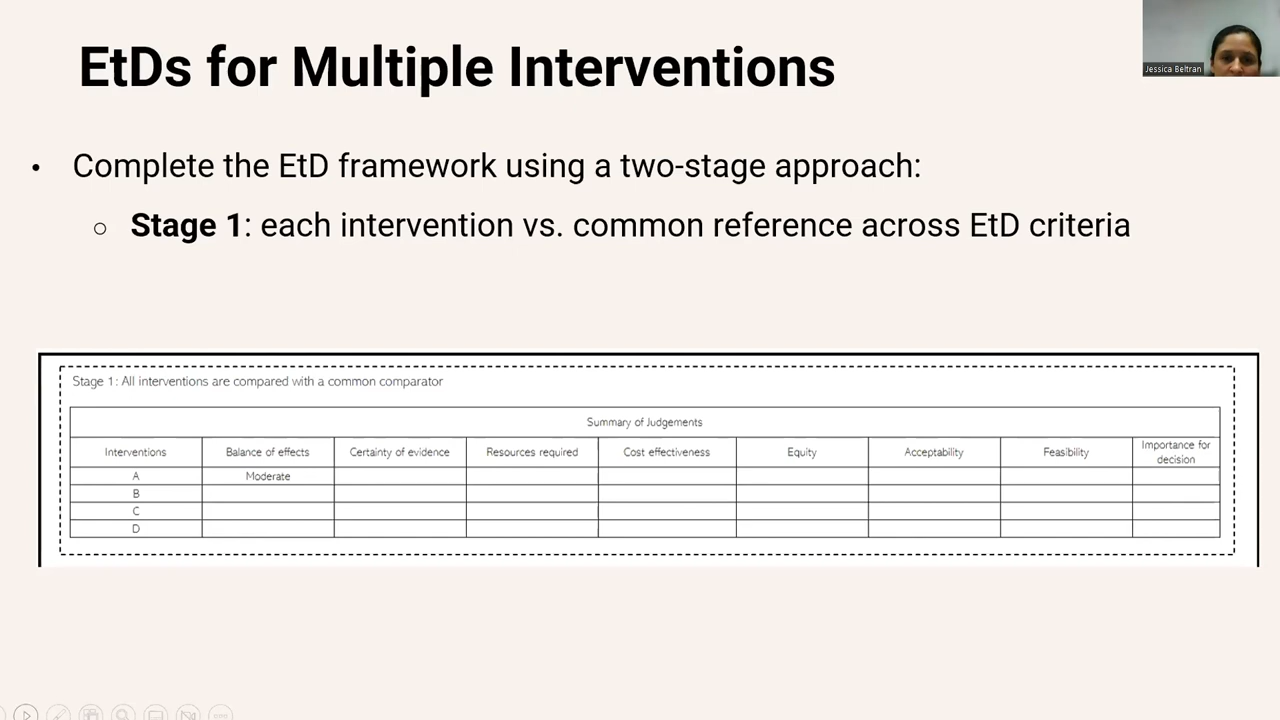 EtDs for Multiple Interventions
Jessica Beltran
• Complete the EtD framework using a two-stage approach:
○ Stage 1: each intervention vs. common reference across EtD criteria
Stage 1: All interventions are compared with a common comparator
Summary of Judgements
Interventions Balance of effects Certainty of evidence Resources required Cost effectiveness Equity Acceptability Feasibility Importance for decision
A Moderate
B
C
D